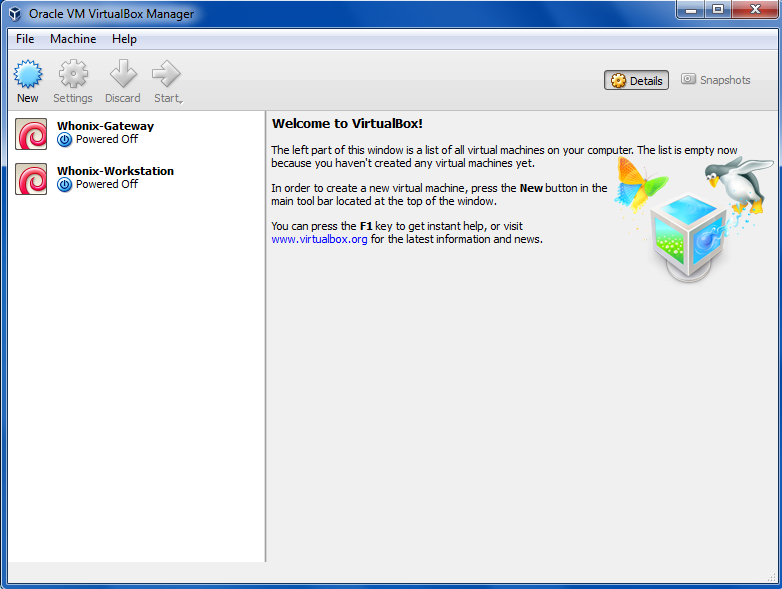 Oracle VM VirtualBox Manager
File Machine Help
New Settings Discard Start
Details Snapshots
Whonix-Gateway
Powered Off
Whonix-Workstation
Powered Off
Welcome to VirtualBox!
The left part of this window is a list of all virtual machines on your computer. The list is empty now
because you haven't created any virtual machines yet.
In order to create a new virtual machine, press the New button in the
main tool bar located at the top of the window.
You can press the F1 key to get instant help, or visit
www.virtualbox.org for the latest information and news.